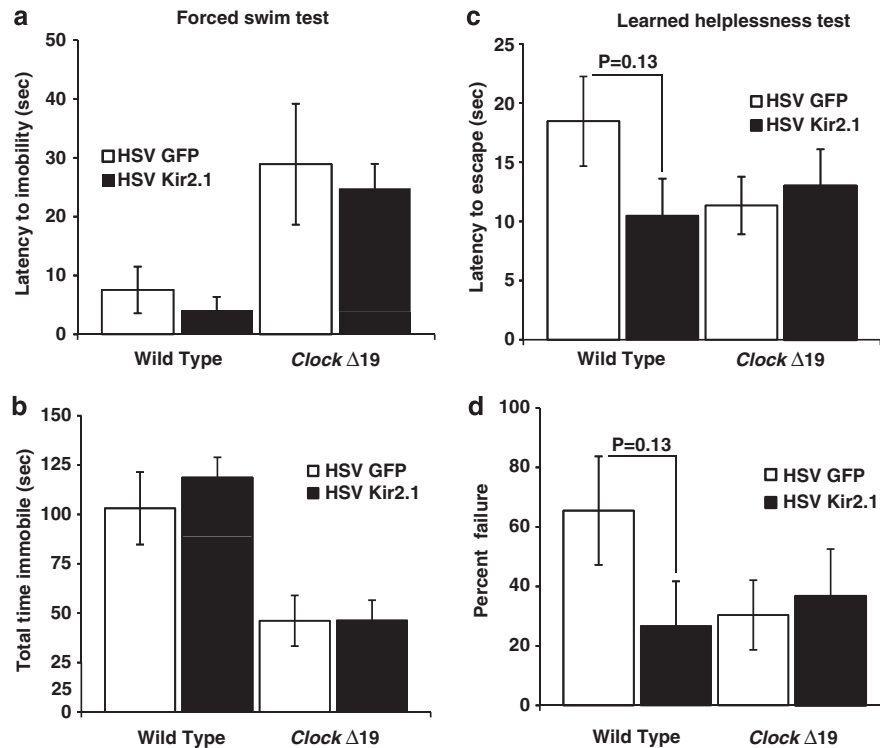 a
Forced swim test
Latency to imobility (sec)
50
40
30
20
10
0
HSV GFP
HSV Kir2.1
Wild Type
Clock Δ19
b
Total time immobile (sec)
150
125
100
75
50
25
0
HSV GFP
HSV Kir2.1
Wild Type
Clock Δ19
c
Learned helplessness test
Latency to escape (sec)
25
20
15
10
5
0
P=0.13
HSV GFP
HSV Kir2.1
Wild Type
Clock Δ19
d
Percent failure
100
80
60
40
20
0
P=0.13
HSV GFP
HSV Kir2.1
Wild Type
Clock Δ19